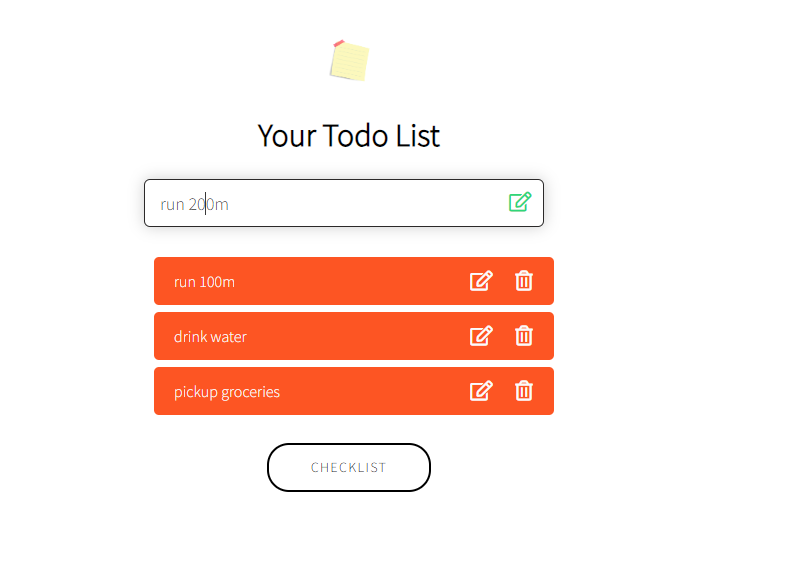 Your Todo List
run 200m
run 100m
drink water
pickup groceries
CHECKLIST